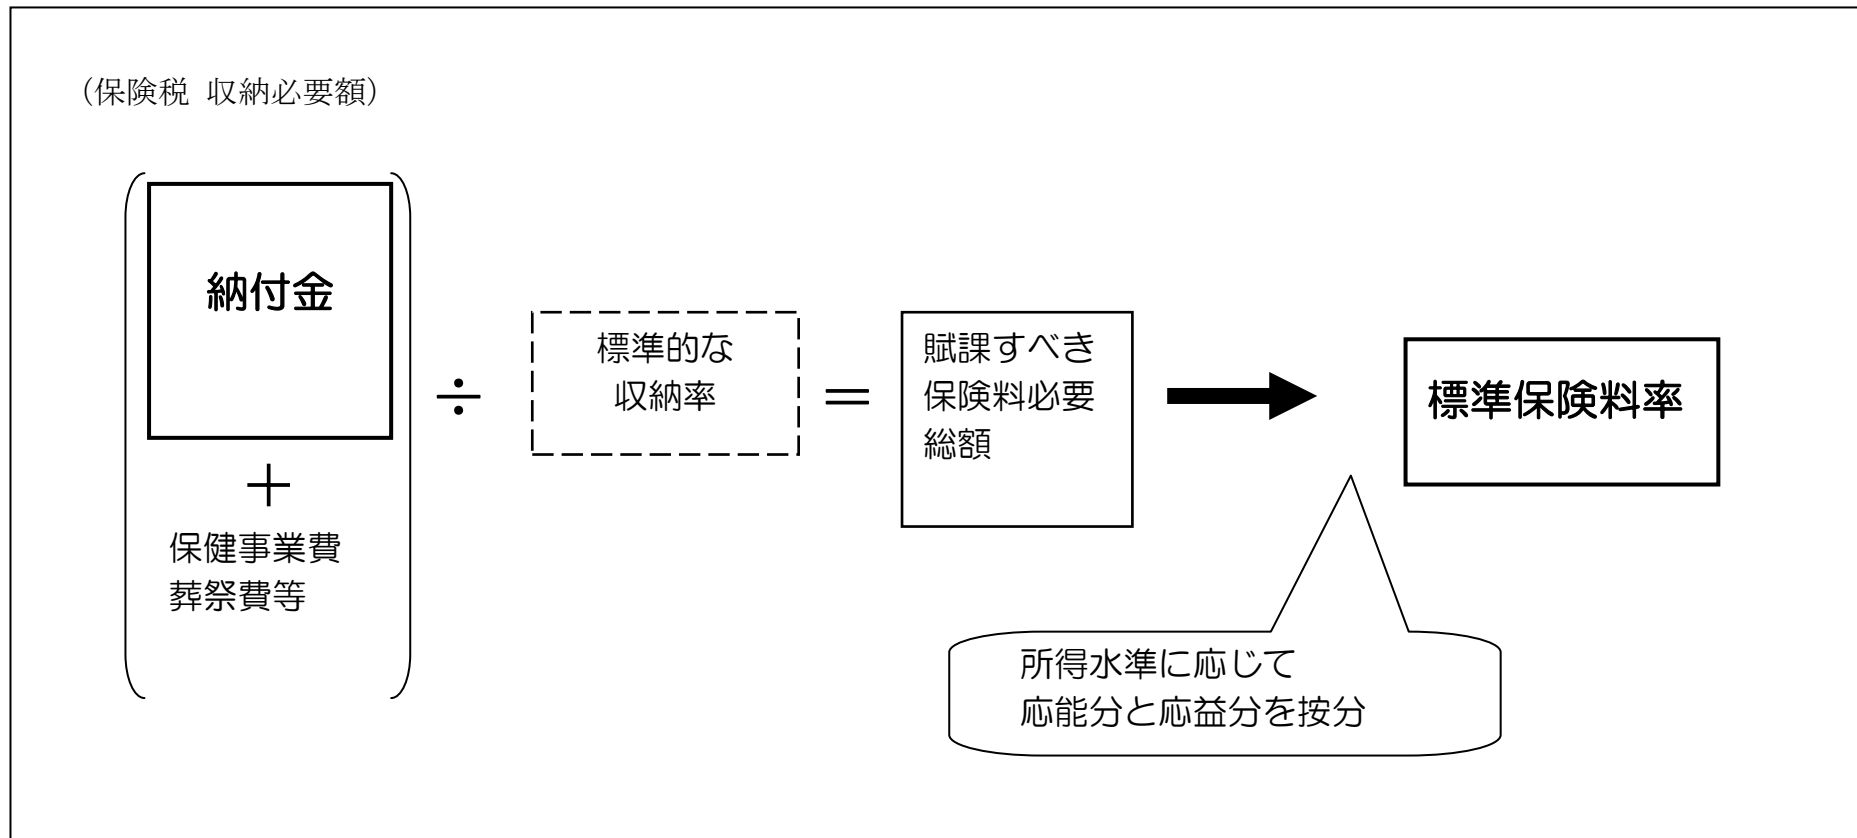 （保険税 収納必要額）
納付金
＋
保健事業費
葬祭費等
÷
標準的な
収納率
＝
賦課すべき
保険料必要
総額
標準保険料率
所得水準に応じて
応能分と応益分を按分